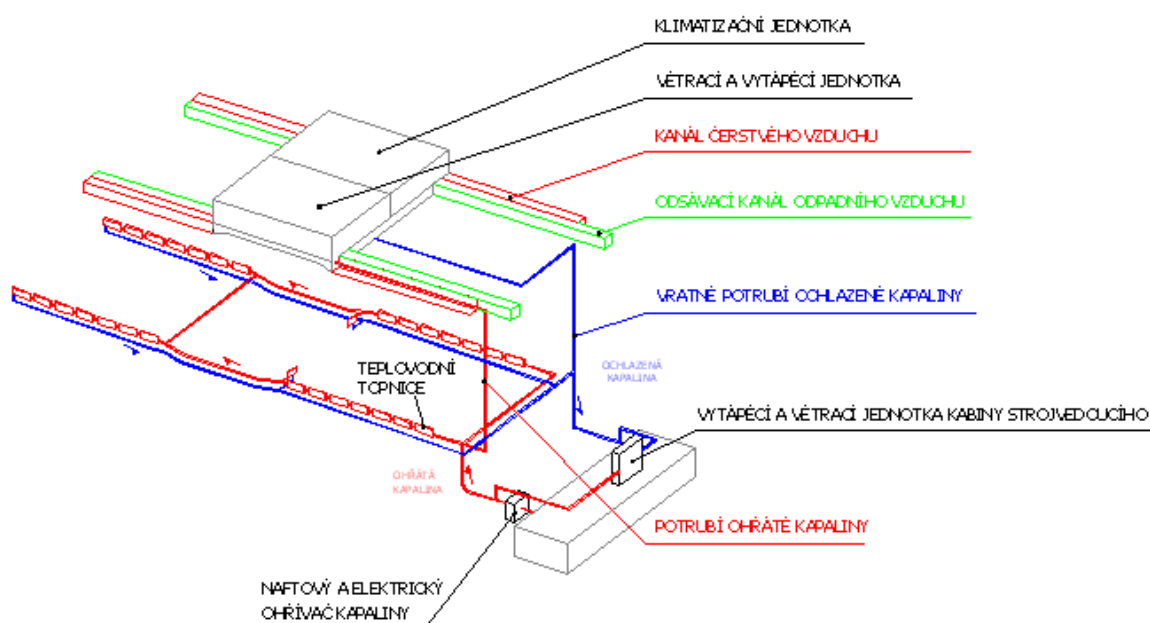 KLIMATIZAČNÍ JEDNOTKA
VĚTRACÍ A VYTÁPĚCÍ JEDNOTKA
KANÁL ČERSTVÉHO VZDUCHU
ODSÁVACÍ KANÁL ODPADNÍHO VZDUCHU
VRATNÉ POTRUBÍ OCHLAZENÉ KAPALINY
TEPLOVODNÍ
TOPNICE
OCHLAZENÁ
KAPALINA
VYTÁPĚCÍ A VĚTRACÍ JEDNOTKA KABINY STROJVEDOUCÍHO
OHŘÁTÁ
KAPALINA
POTRUBÍ OHŘÁTÉ KAPALINY
NAFTOVÝ A ELEKTRICKÝ
OHŘÍVAČ KAPALINY